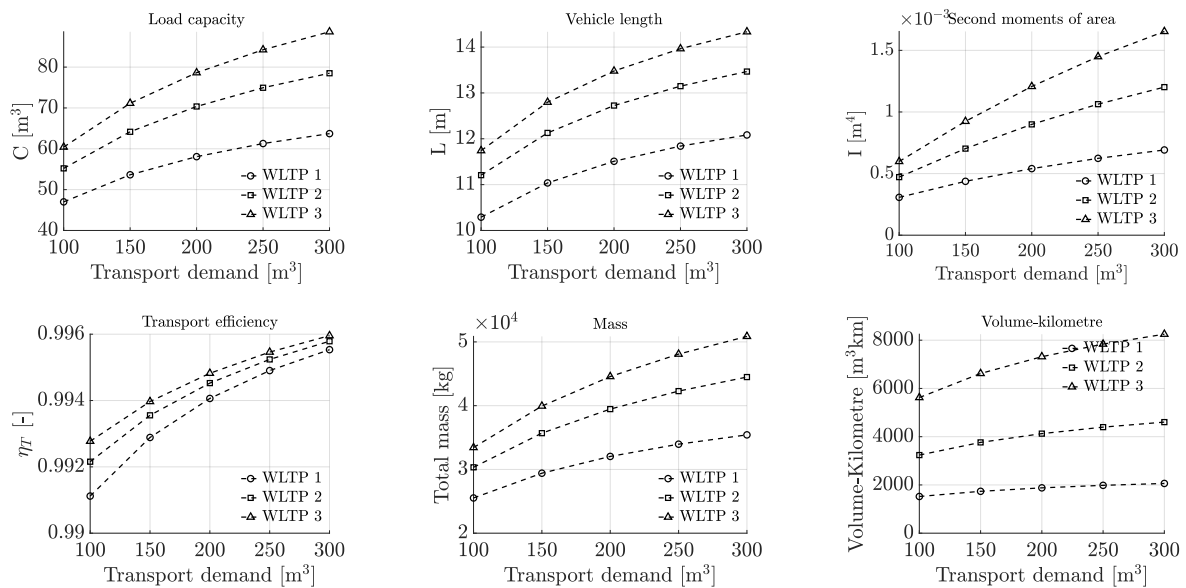 Load capacity
C [m³]
80
70
60
50
40
100 150 200 250 300
Transport demand [m³]
WLTP 1
WLTP 2
WLTP 3
Vehicle length
L [m]
14
13
12
11
10
100 150 200 250 300
Transport demand [m³]
WLTP 1
WLTP 2
WLTP 3
×10⁻³
Second moments of area
I [m⁴]
1.5
1
0.5
0
100 150 200 250 300
Transport demand [m³]
WLTP 1
WLTP 2
WLTP 3
Transport efficiency
η_T [-]
0.996
0.994
0.992
0.99
100 150 200 250 300
Transport demand [m³]
WLTP 1
WLTP 2
WLTP 3
×10⁴
Mass
Total mass [kg]
5
4
3
2
100 150 200 250 300
Transport demand [m³]
WLTP 1
WLTP 2
WLTP 3
Volume-kilometre
Volume-Kilometre [m³km]
8000
6000
4000
2000
0
100 150 200 250 300
Transport demand [m³]
WLTP 1
WLTP 2
WLTP 3